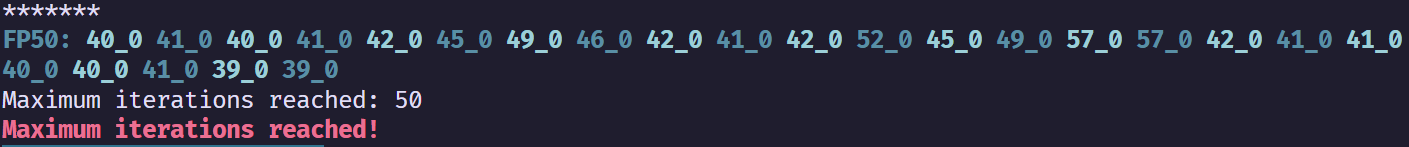 *******
FP50: 40_0 41_0 40_0 41_0 42_0 45_0 49_0 46_0 42_0 41_0 42_0 52_0 45_0 49_0 57_0 57_0 42_0 41_0 41_0
40_0 40_0 41_0 39_0 39_0
Maximum iterations reached: 50
Maximum iterations reached!